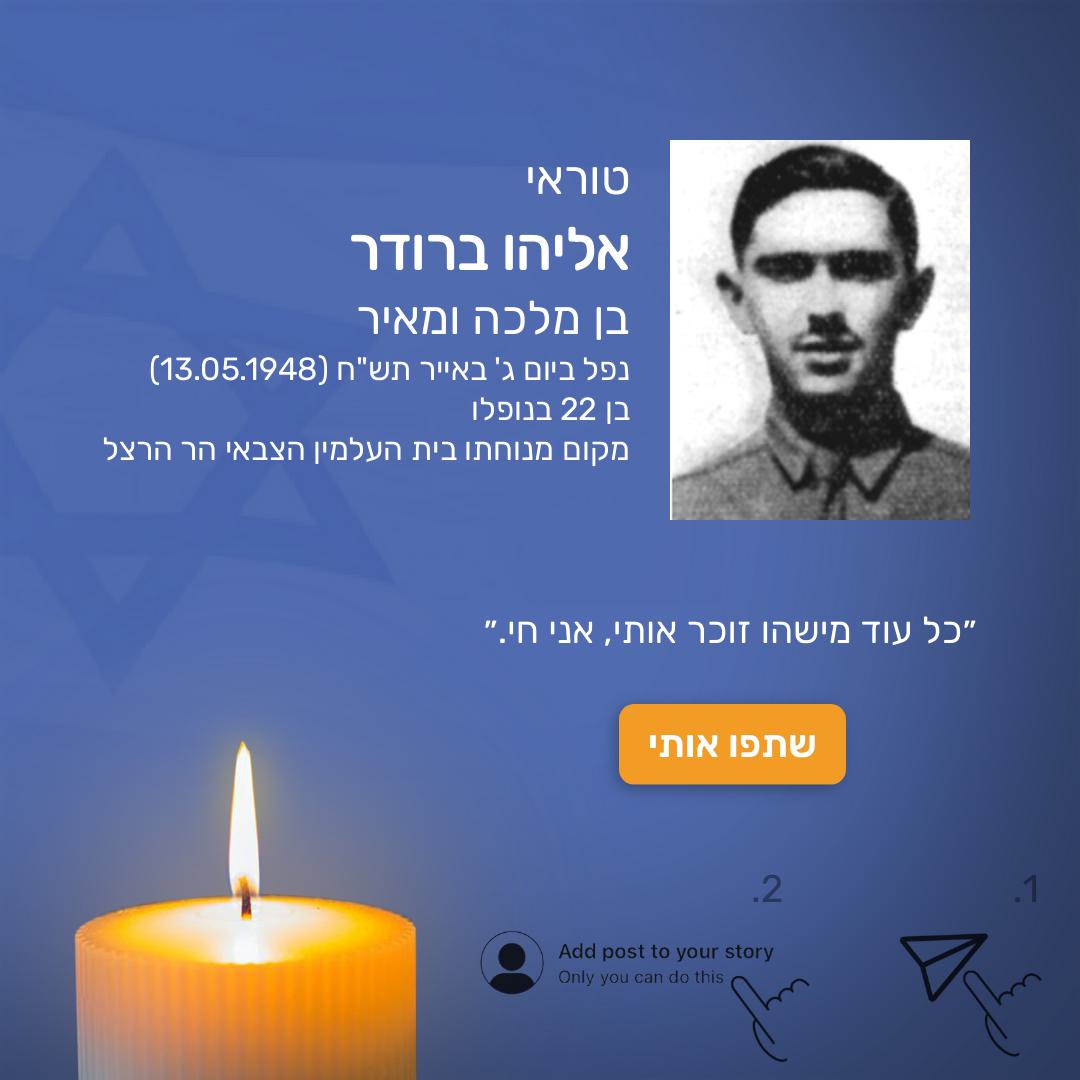 טוראי
אליהו ברודר
בן מלכה ומאיר
נפל ביום ג' באייר תש"ח (13.05.1948)
בן 22 בנופלו
מקום מנוחתו בית העלמין הצבאי הר הרצל
״כל עוד מישהו זוכר אותי, אני חי.״
שתפו אותי
1.
2.
Add post to your story
Only you can do this